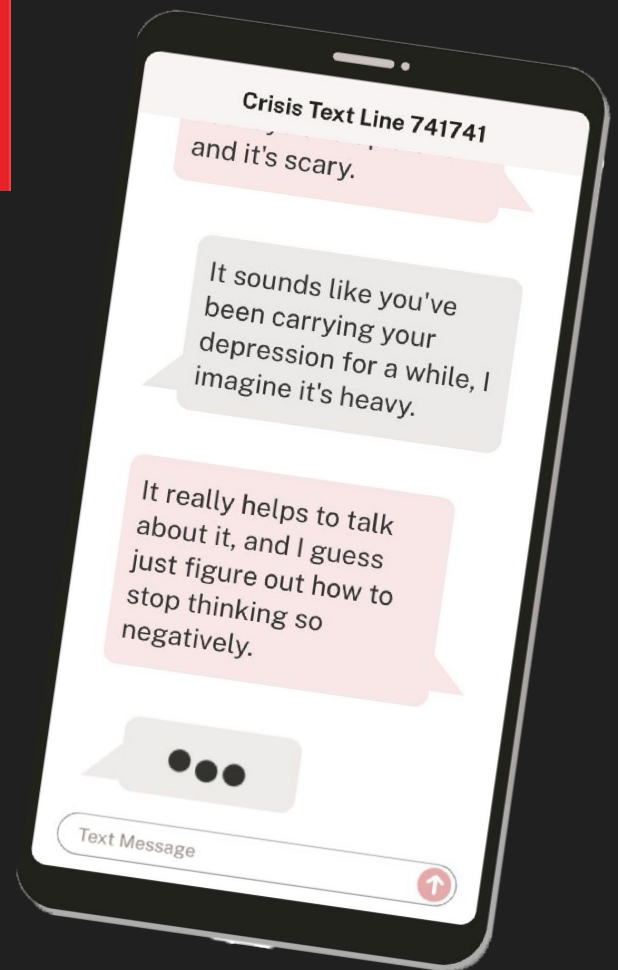 Crisis Text Line 741741
and it's scary.
It sounds like you've
been carrying your
depression for a while, I
imagine it's heavy.
It really helps to talk
about it, and I guess
just figure out how to
stop thinking so
negatively.
Text Message